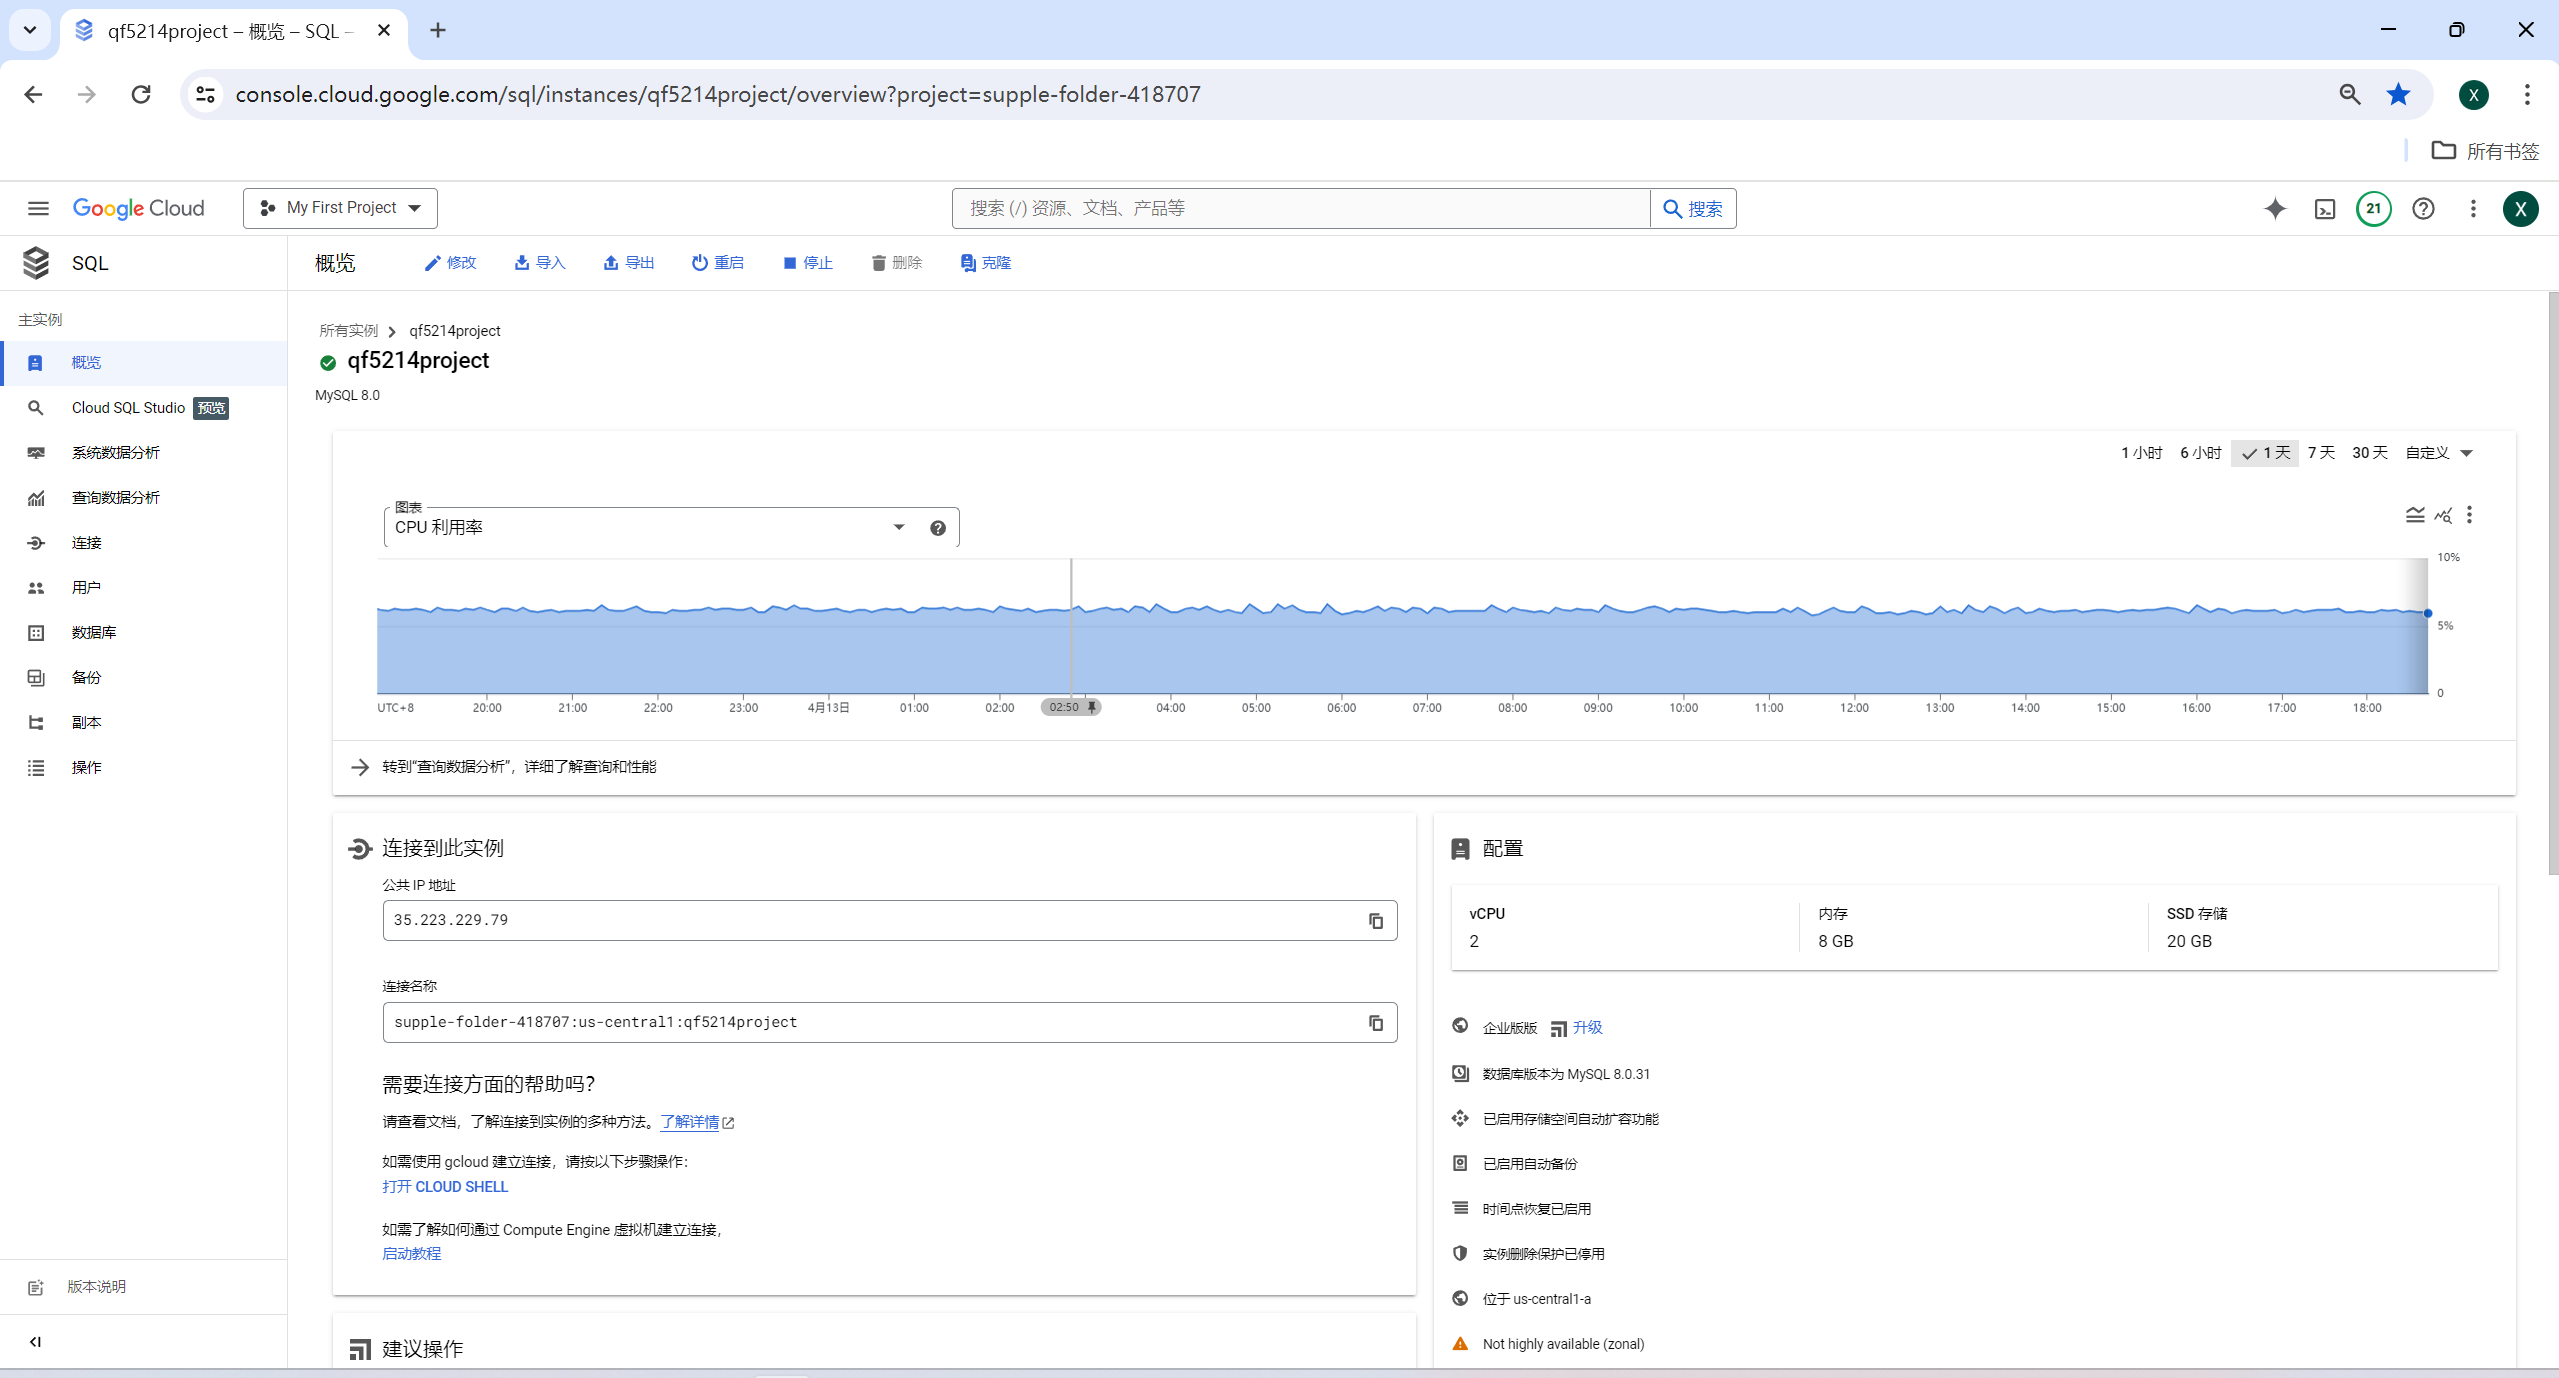 qf5214project – 概览 – SQL –
console.cloud.google.com/sql/instances/qf5214project/overview?project=supple-folder-418707
X
所有书签
Google Cloud
My First Project
搜索 (/) 资源、文档、产品等
搜索
21
X
SQL
概览
修改
导入
导出
重启
停止
删除
克隆
主实例
概览
Cloud SQL Studio 预览
系统数据分析
查询数据分析
连接
用户
数据库
备份
副本
操作
版本说明
所有实例
qf5214project
qf5214project
MySQL 8.0
1 小时
6 小时
1 天
7 天
30 天
自定义
图表
CPU 利用率
10%
5%
0
UTC+8
20:00
21:00
22:00
23:00
4月13日
01:00
02:00
02:50
04:00
05:00
06:00
07:00
08:00
09:00
10:00
11:00
12:00
13:00
14:00
15:00
16:00
17:00
18:00
转到“查询数据分析”，详细了解查询和性能
连接到此实例
公共 IP 地址
35.223.229.79
连接名称
supple-folder-418707:us-central1:qf5214project
需要连接方面的帮助吗？
请查看文档，了解连接到实例的多种方法。了解详情
如需使用 gcloud 建立连接，请按以下步骤操作：
打开 CLOUD SHELL
如需了解如何通过 Compute Engine 虚拟机建立连接，
启动教程
建议操作
配置
vCPU
2
内存
8 GB
SSD 存储
20 GB
企业版版
升级
数据库版本为 MySQL 8.0.31
已启用存储空间自动扩容功能
已启用自动备份
时间点恢复已启用
实例删除保护已停用
位于 us-central1-a
Not highly available (zonal)